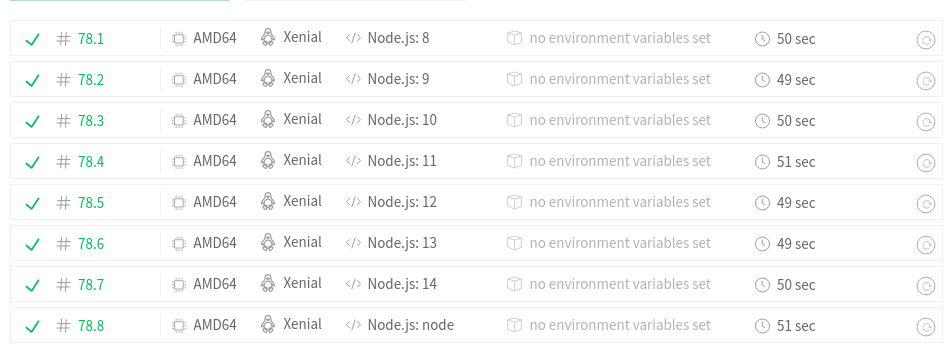 # 78.1 AMD64 Xenial </> Node.js: 8 no environment variables set 50 sec
# 78.2 AMD64 Xenial </> Node.js: 9 no environment variables set 49 sec
# 78.3 AMD64 Xenial </> Node.js: 10 no environment variables set 50 sec
# 78.4 AMD64 Xenial </> Node.js: 11 no environment variables set 51 sec
# 78.5 AMD64 Xenial </> Node.js: 12 no environment variables set 49 sec
# 78.6 AMD64 Xenial </> Node.js: 13 no environment variables set 49 sec
# 78.7 AMD64 Xenial </> Node.js: 14 no environment variables set 50 sec
# 78.8 AMD64 Xenial </> Node.js: node no environment variables set 51 sec